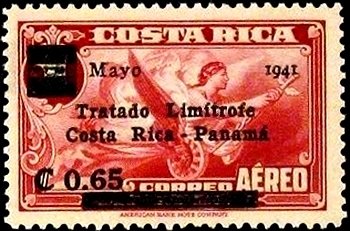 COSTA RICA
Mayo 1941
Tratado Limítrofe
Costa Rica - Panamá
₡ 0.65
CORREO AÉREO
AMERICAN BANK NOTE COMPANY